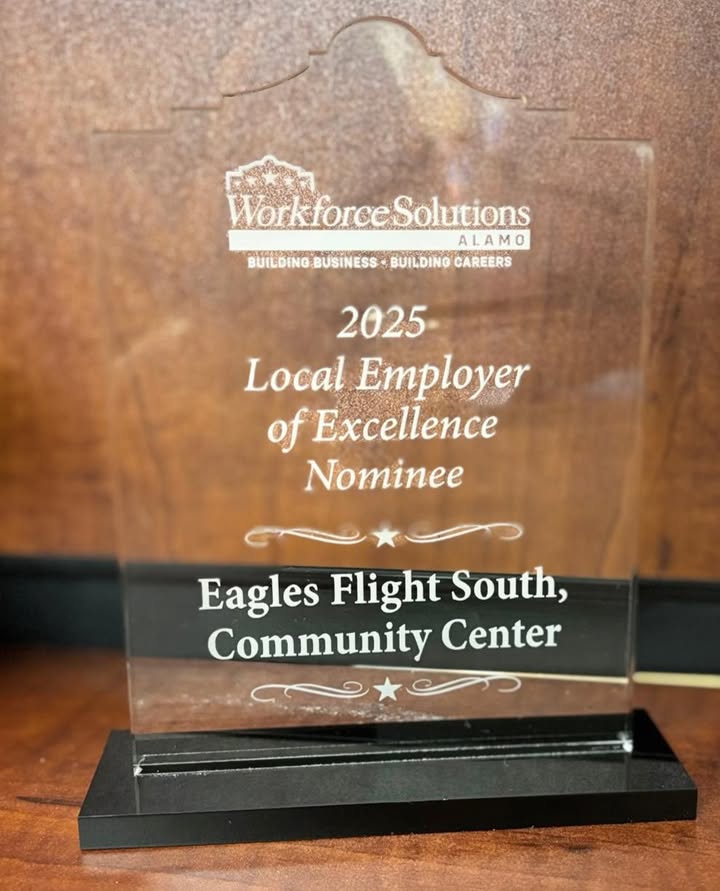 WorkforceSolutions
ALAMO
BUILDING BUSINESS • BUILDING CAREERS
2025
Local Employer
of Excellence
Nominee
Eagles Flight South,
Community Center